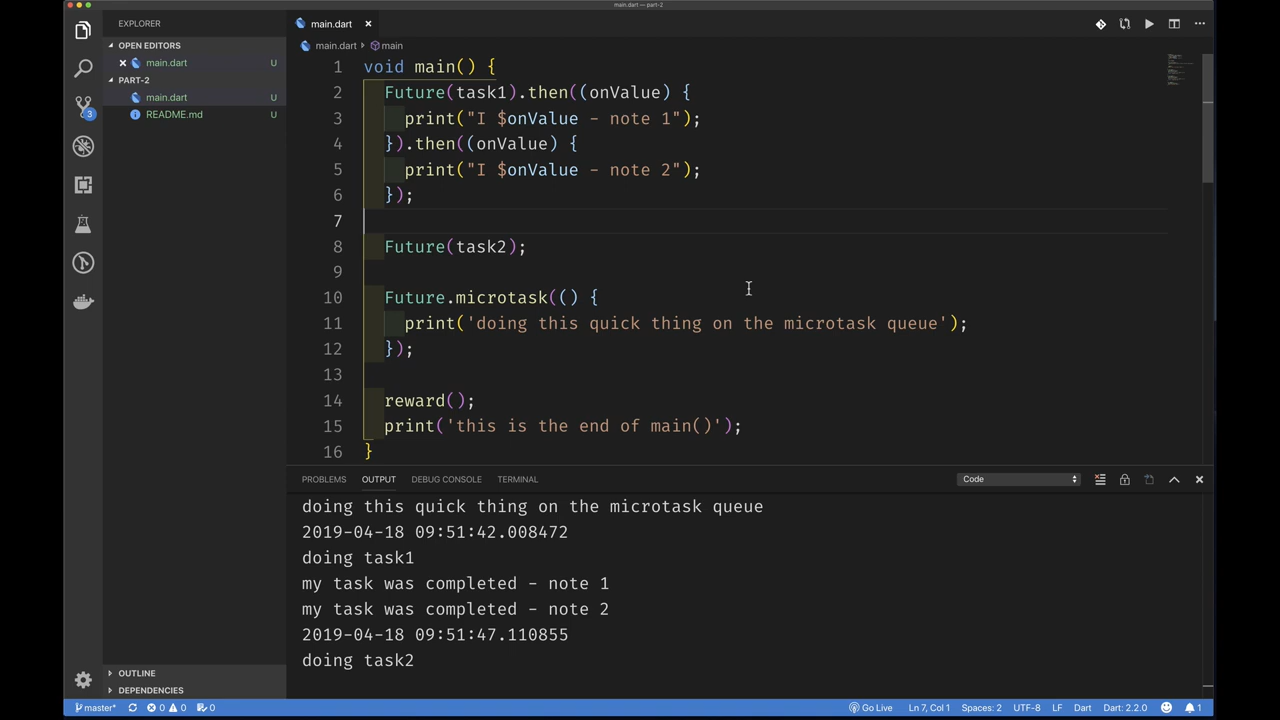 main.dart — part-2
EXPLORER
OPEN EDITORS
main.dart U
PART-2
main.dart U
README.md U
3
OUTLINE
DEPENDENCIES
main.dart
main.dart main
1 void main() {
2 Future(task1).then((onValue) {
3 print("I $onValue - note 1");
4 }).then((onValue) {
5 print("I $onValue - note 2");
6 });
7
8 Future(task2);
9
10 Future.microtask(() {
11 print('doing this quick thing on the microtask queue');
12 });
13
14 reward();
15 print('this is the end of main()');
16 }
PROBLEMS OUTPUT DEBUG CONSOLE TERMINAL Code
doing this quick thing on the microtask queue
2019-04-18 09:51:42.008472
doing task1
my task was completed - note 1
my task was completed - note 2
2019-04-18 09:51:47.110855
doing task2
master* 0 0 0 Go Live Ln 7, Col 1 Spaces: 2 UTF-8 LF Dart Dart: 2.2.0 1